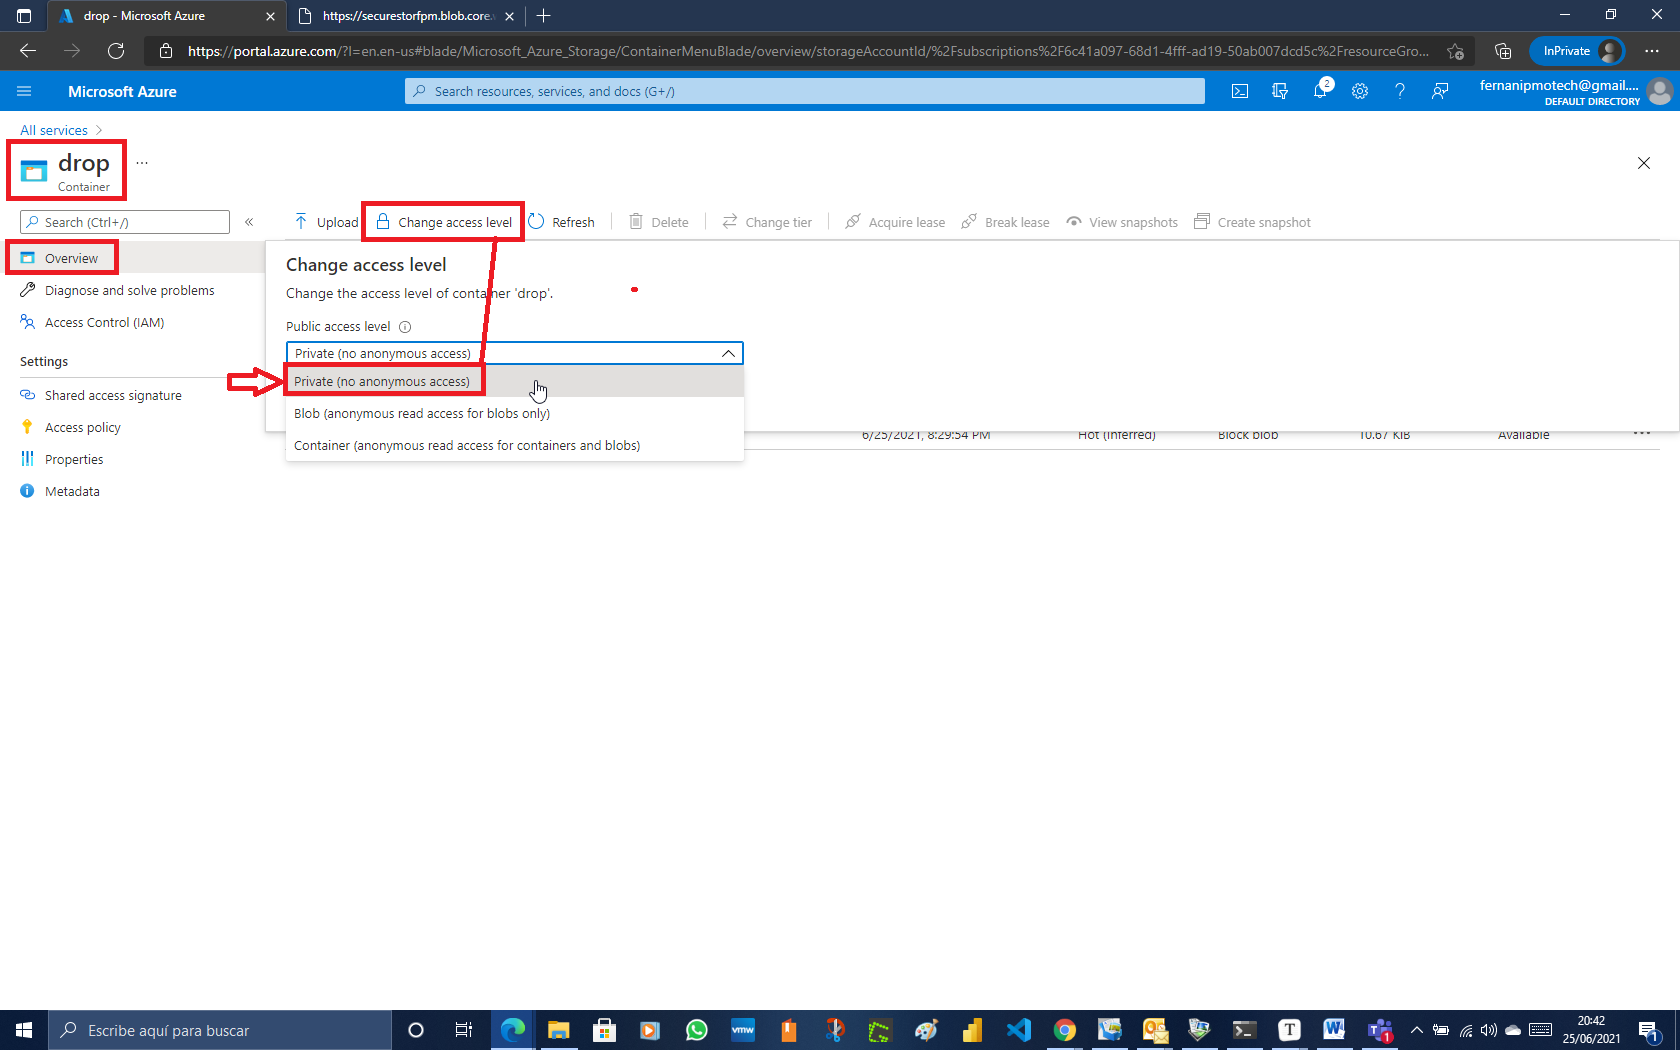 drop - Microsoft Azure
https://securestorfpm.blob.core.
https://portal.azure.com/?l=en.en-us#blade/Microsoft_Azure_Storage/ContainerMenuBlade/overview/storageAccountId/%2Fsubscriptions%2F6c41a097-68d1-4fff-ad19-50ab007dcd5c%2FresourceGro...
InPrivate
Microsoft Azure
Search resources, services, and docs (G+/)
2
fernanipmotech@gmail....
DEFAULT DIRECTORY
All services
drop
...
Container
Search (Ctrl+/)
Upload
Change access level
Refresh
Delete
Change tier
Acquire lease
Break lease
View snapshots
Create snapshot
Overview
Diagnose and solve problems
Access Control (IAM)
Settings
Shared access signature
Access policy
Properties
Metadata
Change access level
Change the access level of container 'drop'.
Public access level
Private (no anonymous access)
Private (no anonymous access)
Blob (anonymous read access for blobs only)
Container (anonymous read access for containers and blobs)
6/25/2021, 8:29:54 PM
Hot (Inferred)
Block blob
10.67 KiB
Available
Escribe aquí para buscar
vmw
T
W
T
1
20:42
25/06/2021
1